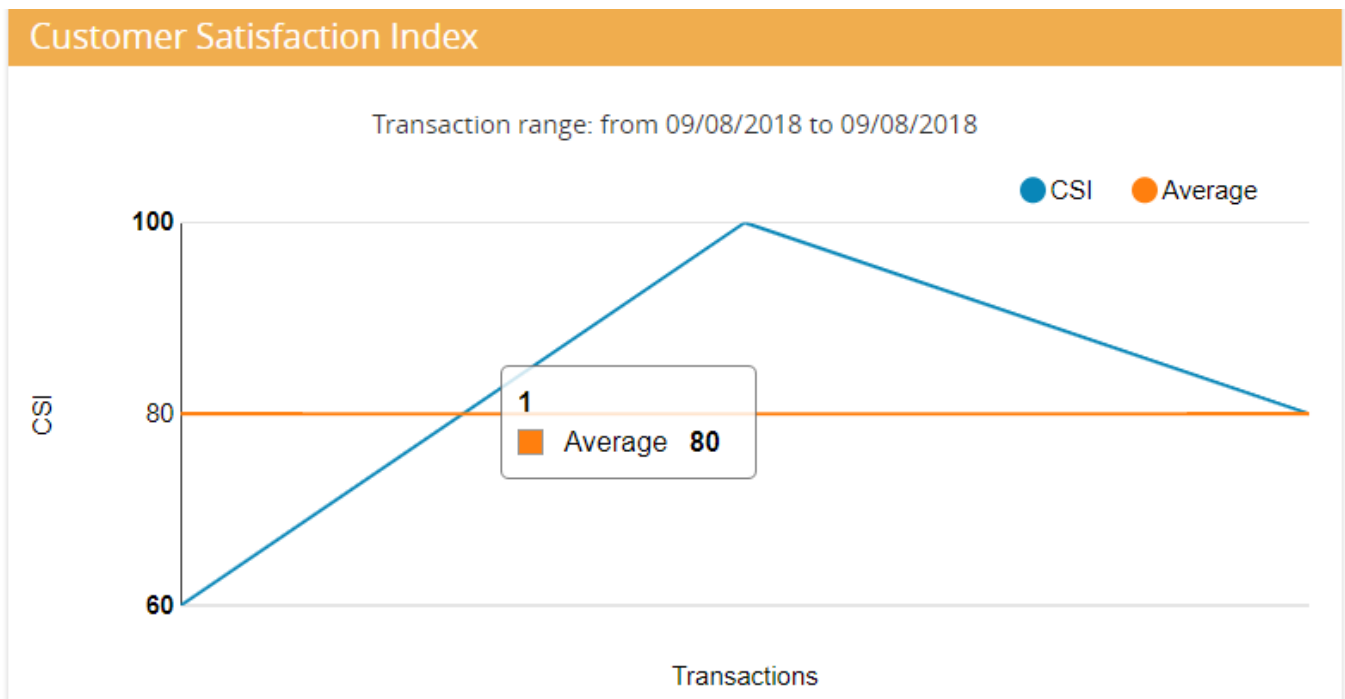 Customer Satisfaction Index
Transaction range: from 09/08/2018 to 09/08/2018
CSI Average
100
1
Average 80
CSI
80
60
Transactions